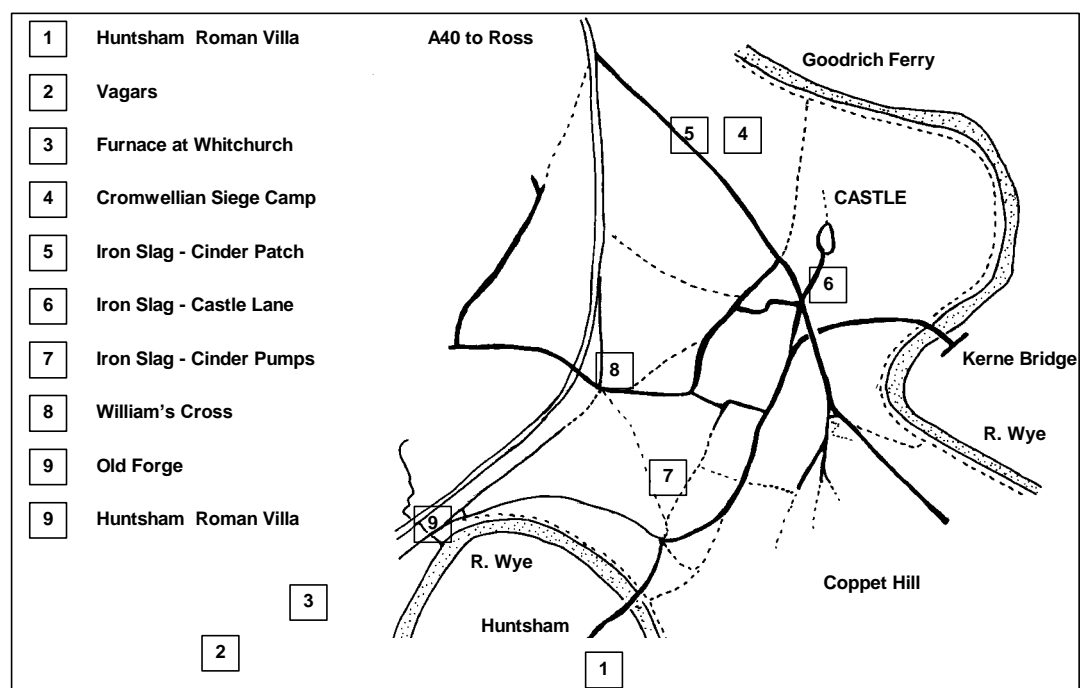 1 Huntsham Roman Villa
2 Vagars
3 Furnace at Whitchurch
4 Cromwellian Siege Camp
5 Iron Slag - Cinder Patch
6 Iron Slag - Castle Lane
7 Iron Slag - Cinder Pumps
8 William's Cross
9 Old Forge
9 Huntsham Roman Villa
A40 to Ross
Goodrich Ferry
5
4
CASTLE
6
Kerne Bridge
8
R. Wye
7
9
R. Wye
Coppet Hill
3
Huntsham
2
1